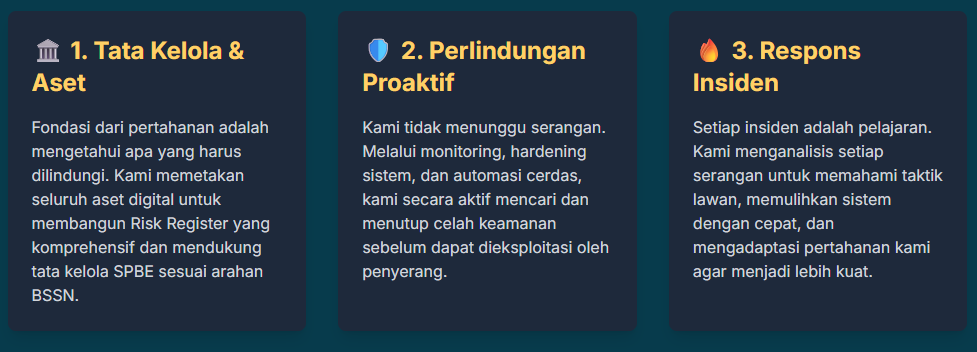 🏛️ 1. Tata Kelola &
Aset
Fondasi dari pertahanan adalah
mengetahui apa yang harus
dilindungi. Kami memetakan
seluruh aset digital untuk
membangun Risk Register yang
komprehensif dan mendukung
tata kelola SPBE sesuai arahan
BSSN.
🛡️ 2. Perlindungan
Proaktif
Kami tidak menunggu serangan.
Melalui monitoring, hardening
sistem, dan automasi cerdas,
kami secara aktif mencari dan
menutup celah keamanan
sebelum dapat dieksploitasi oleh
penyerang.
🔥 3. Respons
Insiden
Setiap insiden adalah pelajaran.
Kami menganalisis setiap
serangan untuk memahami taktik
lawan, memulihkan sistem
dengan cepat, dan
mengadaptasi pertahanan kami
agar menjadi lebih kuat.